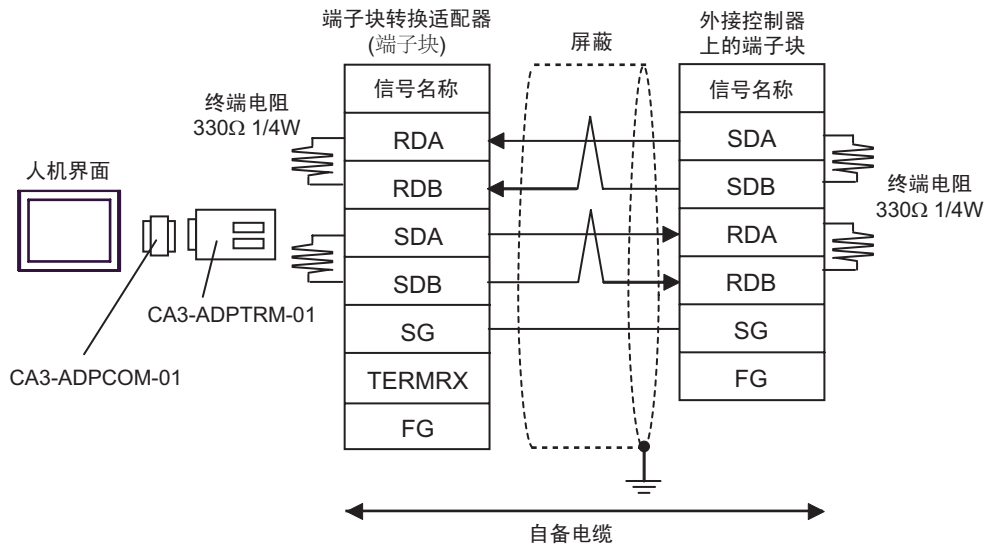 端子块转换适配器
(端子块)
屏蔽
外接控制器
上的端子块
终端电阻
330Ω 1/4W
人机界面
CA3-ADPTRM-01
CA3-ADPCOM-01
信号名称
RDA
RDB
SDA
SDB
SG
TERMRX
FG
信号名称
SDA
SDB
RDA
RDB
SG
FG
终端电阻
330Ω 1/4W
自备电缆